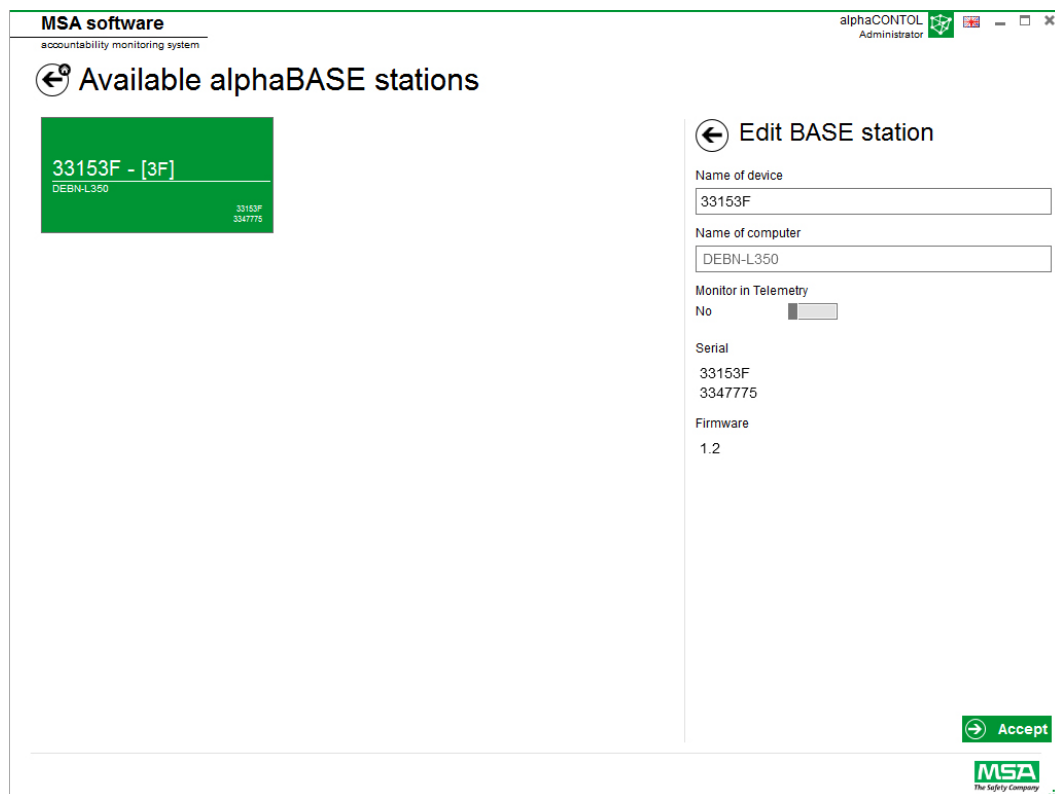 MSA software
accountability monitoring system
alphaCONTOL
Administrator
Available alphaBASE stations
33153F - [3F]
DEBN-L350
33153F
3347775
Edit BASE station
Name of device
33153F
Name of computer
DEBN-L350
Monitor in Telemetry
No
Serial
33153F
3347775
Firmware
1.2
Accept
MSA
The Safety Company